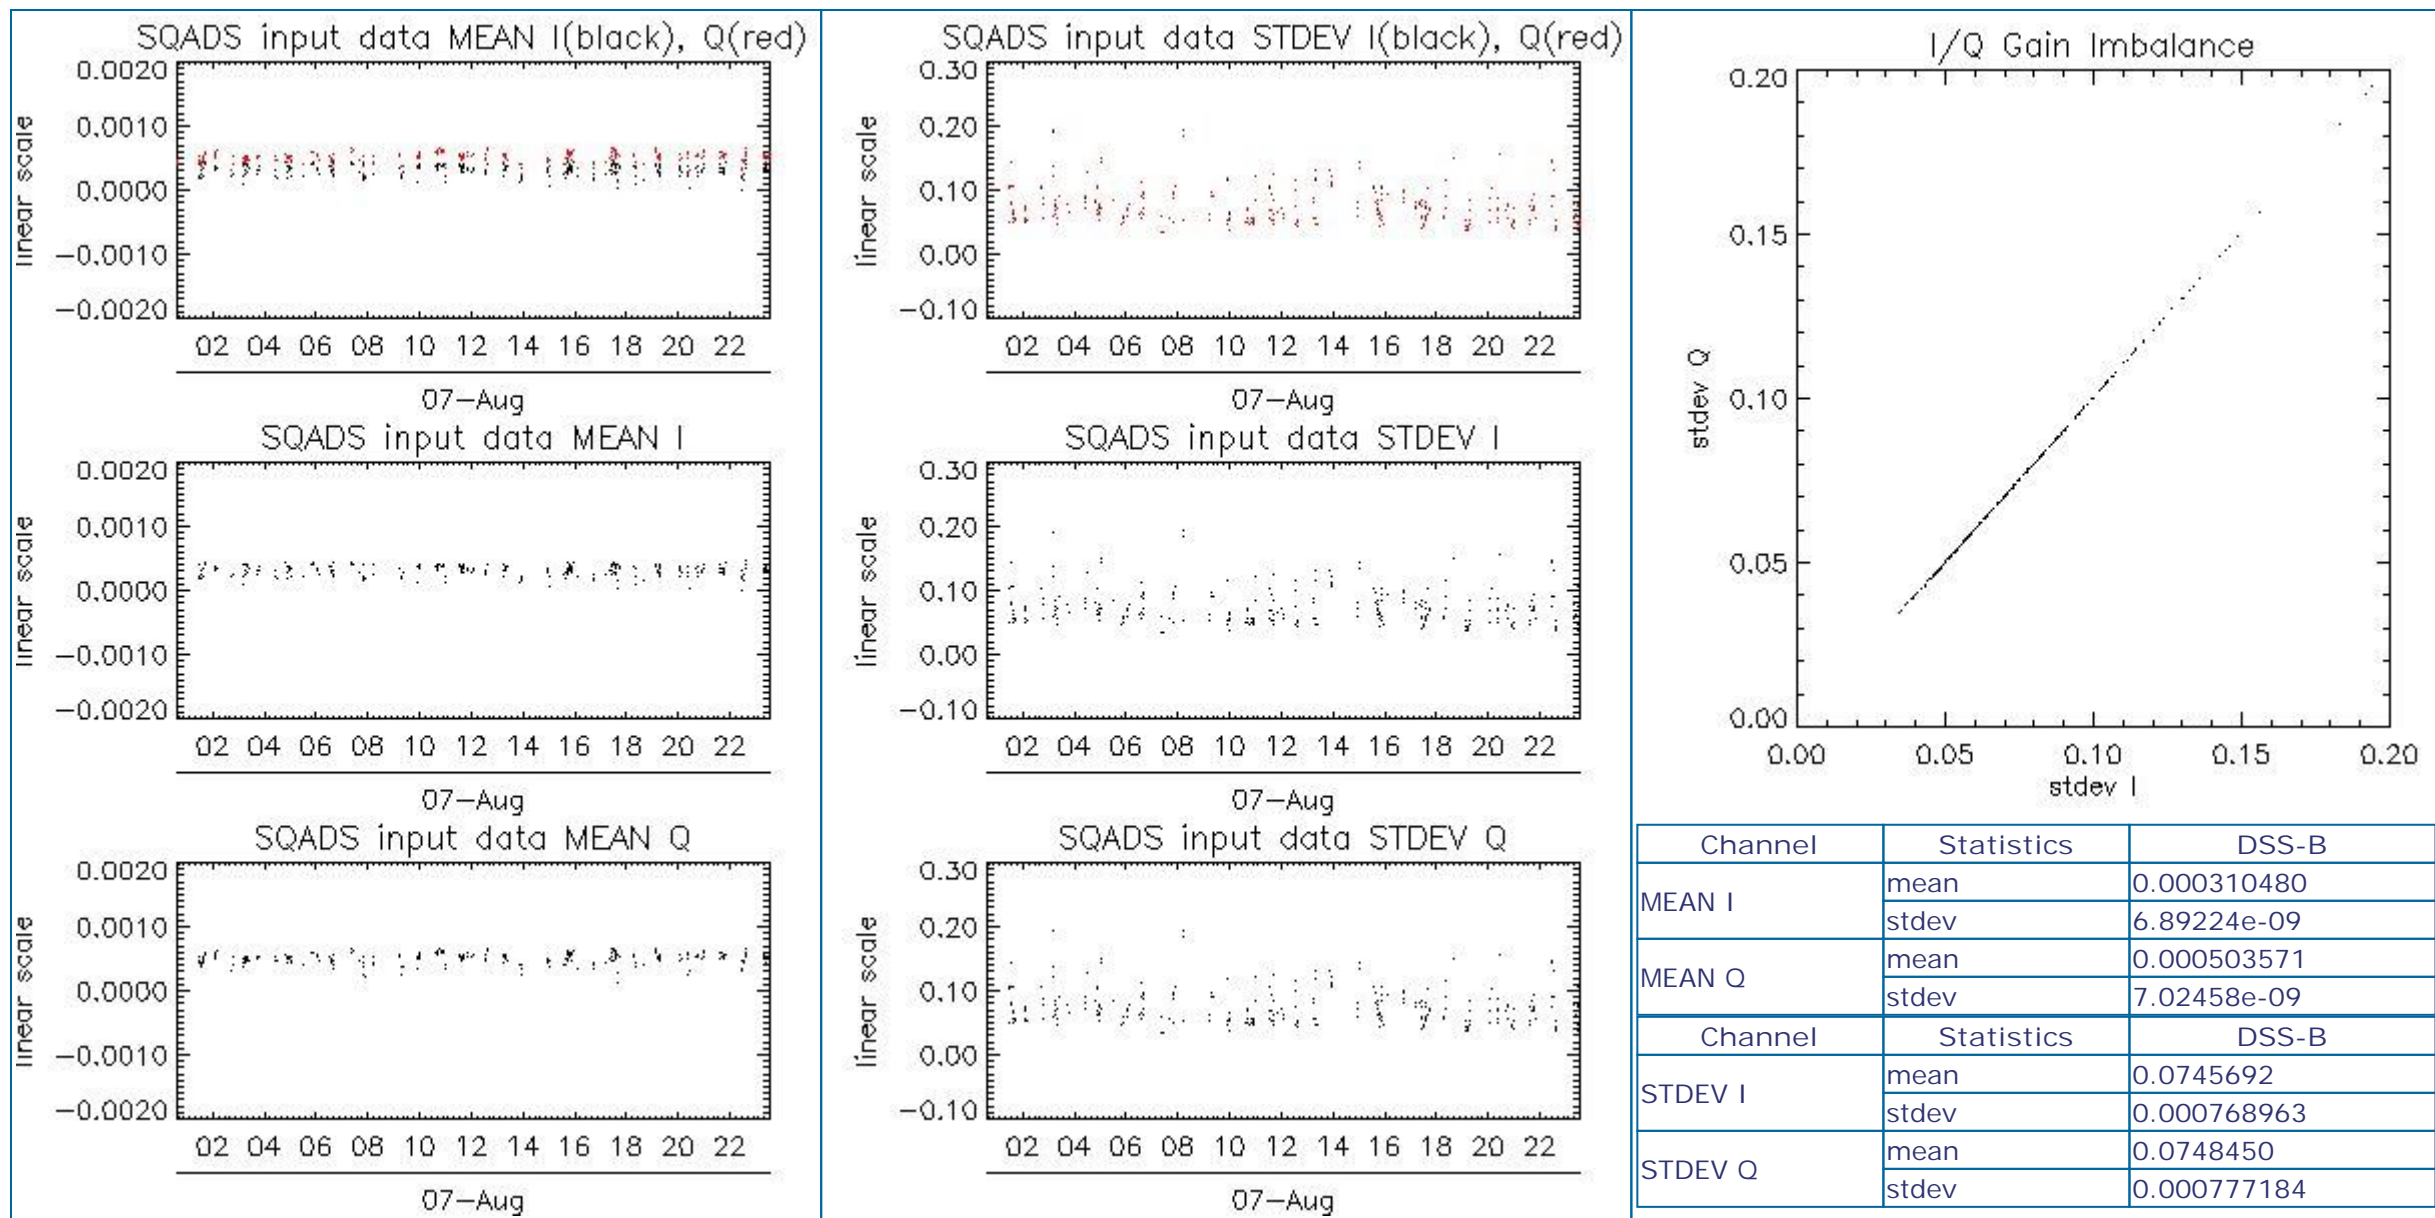 SQADS input data MEAN I(black), Q(red)
linear scale
0.0020
0.0010
0.0000
−0.0010
−0.0020
02 04 06 08 10 12 14 16 18 20 22
07−Aug
SQADS input data MEAN I
linear scale
0.0020
0.0010
0.0000
−0.0010
−0.0020
02 04 06 08 10 12 14 16 18 20 22
07−Aug
SQADS input data MEAN Q
linear scale
0.0020
0.0010
0.0000
−0.0010
−0.0020
02 04 06 08 10 12 14 16 18 20 22
07−Aug
SQADS input data STDEV I(black), Q(red)
linear scale
0.30
0.20
0.10
0.00
−0.10
02 04 06 08 10 12 14 16 18 20 22
07−Aug
SQADS input data STDEV I
linear scale
0.30
0.20
0.10
0.00
−0.10
02 04 06 08 10 12 14 16 18 20 22
07−Aug
SQADS input data STDEV Q
linear scale
0.30
0.20
0.10
0.00
−0.10
02 04 06 08 10 12 14 16 18 20 22
07−Aug
I/Q Gain Imbalance
stdev Q
0.20
0.15
0.10
0.05
0.00
0.00 0.05 0.10 0.15 0.20
stdev I
Channel Statistics DSS-B
MEAN I mean 0.000310480
stdev 6.89224e-09
MEAN Q mean 0.000503571
stdev 7.02458e-09
Channel Statistics DSS-B
STDEV I mean 0.0745692
stdev 0.000768963
STDEV Q mean 0.0748450
stdev 0.000777184